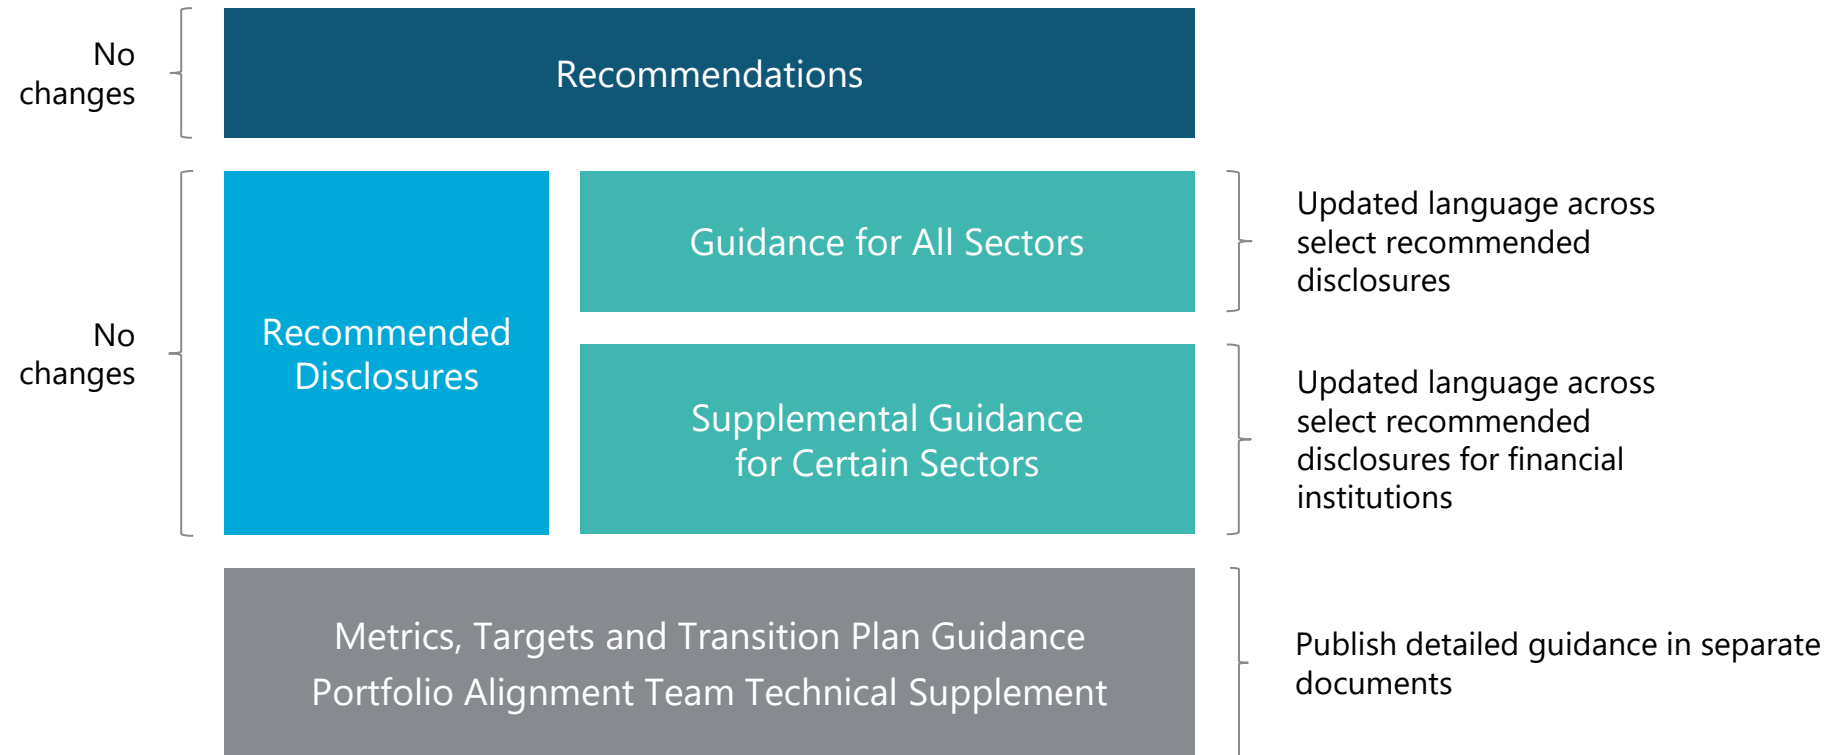 No
changes
Recommendations
No
changes
Recommended
Disclosures
Guidance for All Sectors
Updated language across
select recommended
disclosures
Supplemental Guidance
for Certain Sectors
Updated language across
select recommended
disclosures for financial
institutions
Metrics, Targets and Transition Plan Guidance
Portfolio Alignment Team Technical Supplement
Publish detailed guidance in separate
documents